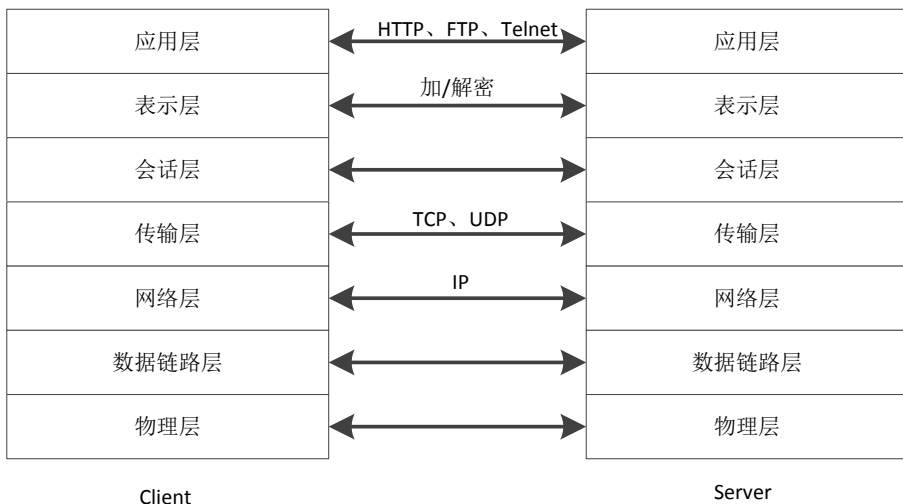 应用层 HTTP、FTP、Telnet 应用层
表示层 加/解密 表示层
会话层 会话层
传输层 TCP、UDP 传输层
网络层 IP 网络层
数据链路层 数据链路层
物理层 物理层
Client Server